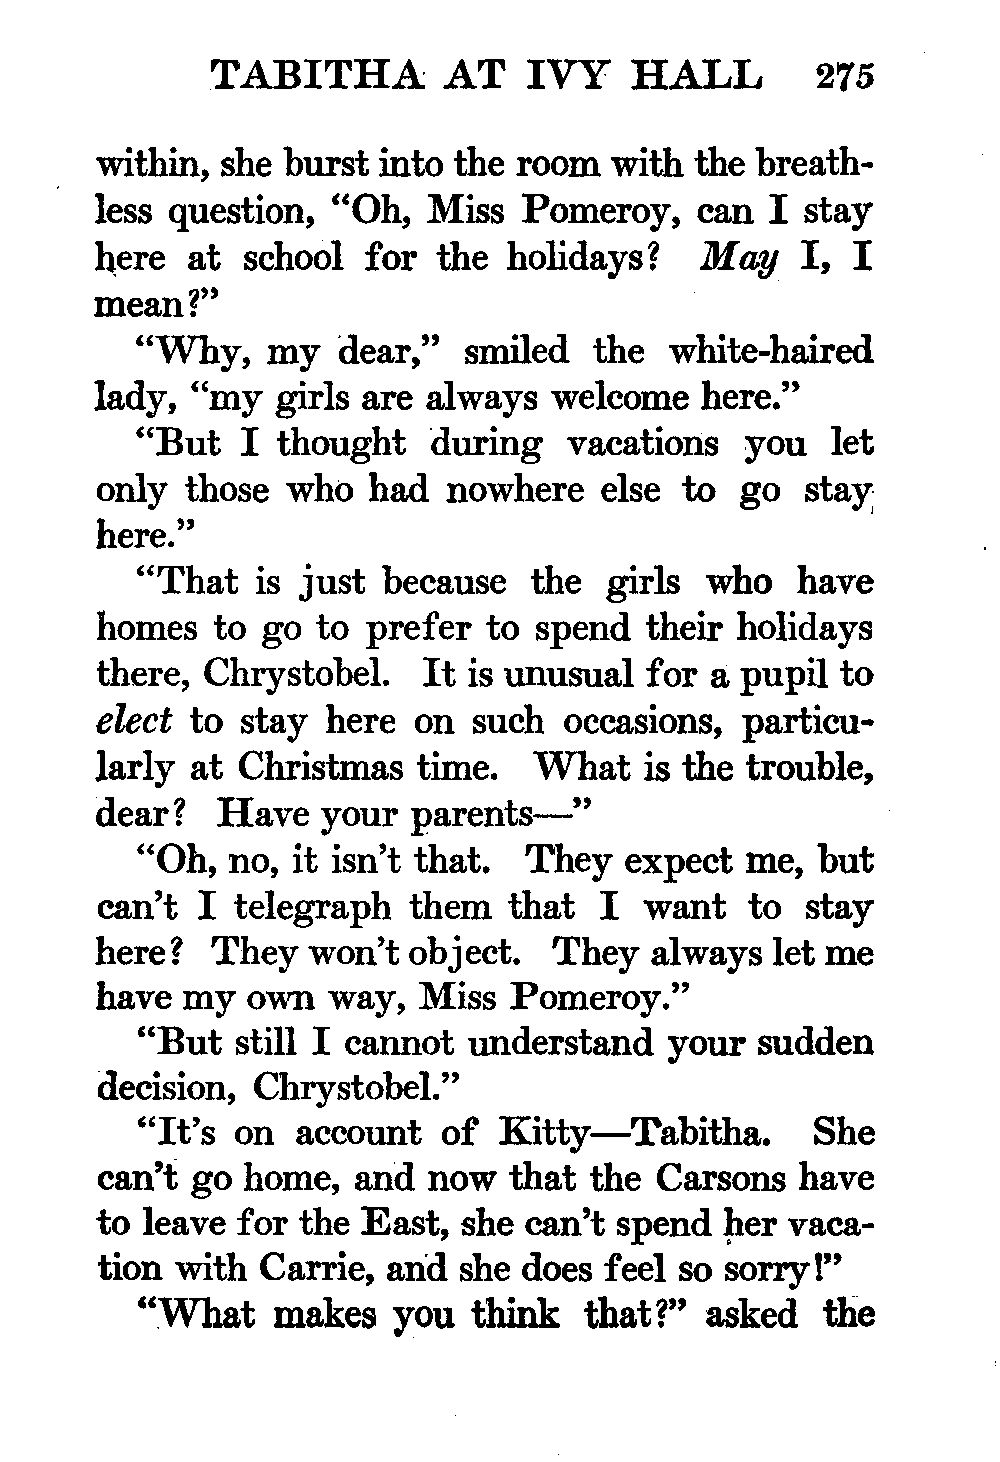 TABITHA AT IVY HALL 275
within, she burst into the room with the breath-
less question, “Oh, Miss Pomeroy, can I stay
here at school for the holidays? May I, I
mean?”
“Why, my dear,” smiled the white-haired
lady, “my girls are always welcome here.”
“But I thought during vacations you let
only those who had nowhere else to go stay
here.”
“That is just because the girls who have
homes to go to prefer to spend their holidays
there, Chrystobel. It is unusual for a pupil to
elect to stay here on such occasions, particu-
larly at Christmas time. What is the trouble,
dear? Have your parents—”
“Oh, no, it isn’t that. They expect me, but
can’t I telegraph them that I want to stay
here? They won’t object. They always let me
have my own way, Miss Pomeroy.”
“But still I cannot understand your sudden
decision, Chrystobel.”
“It’s on account of Kitty—Tabitha. She
can’t go home, and now that the Carsons have
to leave for the East, she can’t spend her vaca-
tion with Carrie, and she does feel so sorry!”
“What makes you think that?” asked the